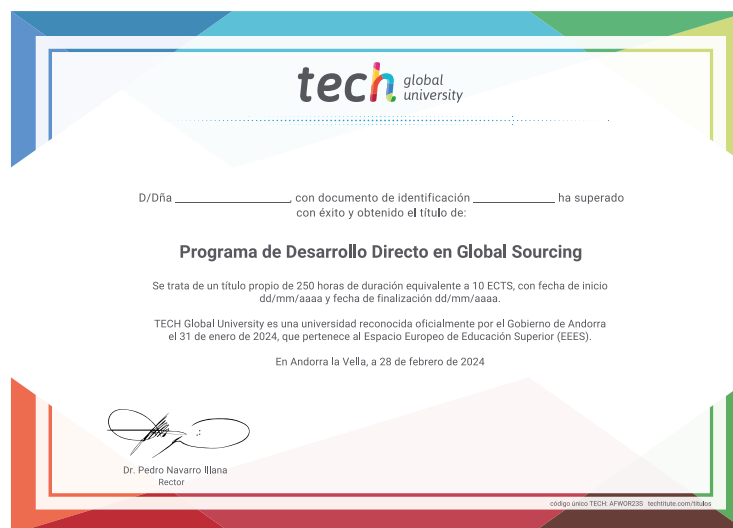 tech global university
D/Dña ____________________, con documento de identificación ______________ ha superado
con éxito y obtenido el título de:
Programa de Desarrollo Directo en Global Sourcing
Se trata de un título propio de 250 horas de duración equivalente a 10 ECTS, con fecha de inicio
dd/mm/aaaa y fecha de finalización dd/mm/aaaa.
TECH Global University es una universidad reconocida oficialmente por el Gobierno de Andorra
el 31 de enero de 2024, que pertenece al Espacio Europeo de Educación Superior (EEES).
En Andorra la Vella, a 28 de febrero de 2024
Dr. Pedro Navarro Illana
Rector
código único TECH: AFWOR23S techtitute.com/titulos